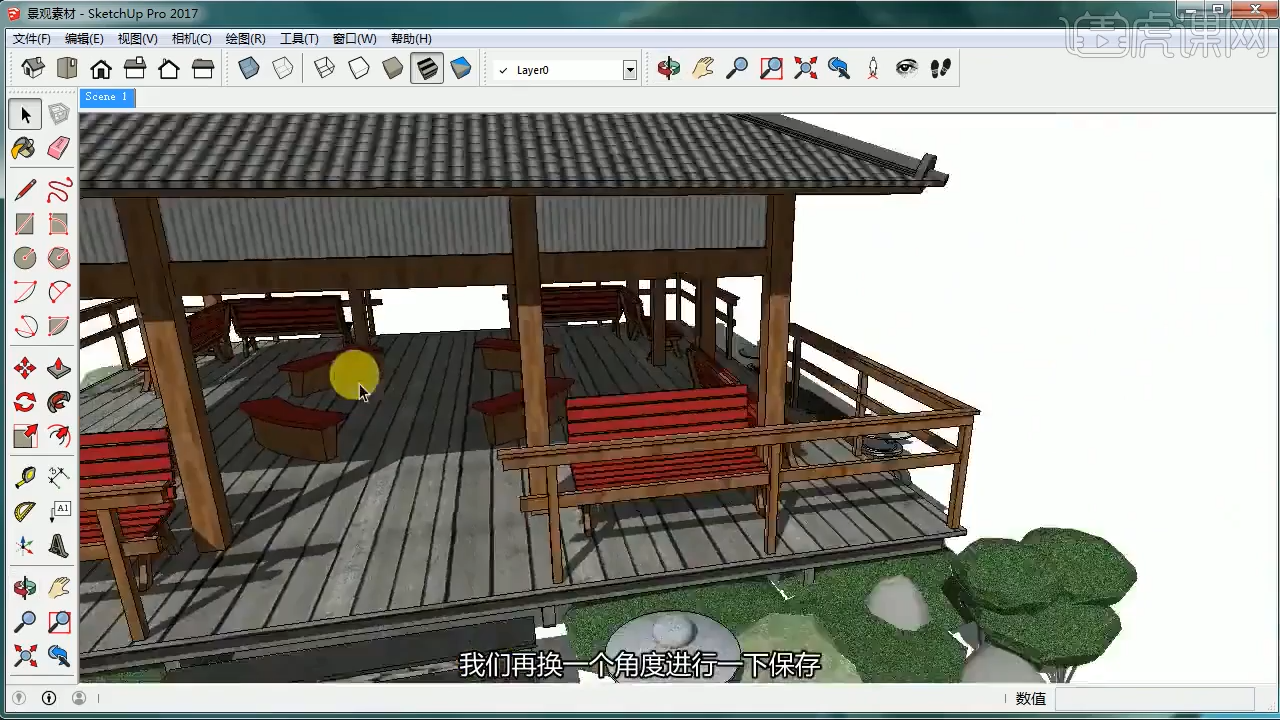 景观素材 - SketchUp Pro 2017
虎课网
文件(F) 编辑(E) 视图(V) 相机(C) 绘图(R) 工具(T) 窗口(W) 帮助(H)
Layer0
Scene 1
A1
我们再换一个角度进行一下保存
数值